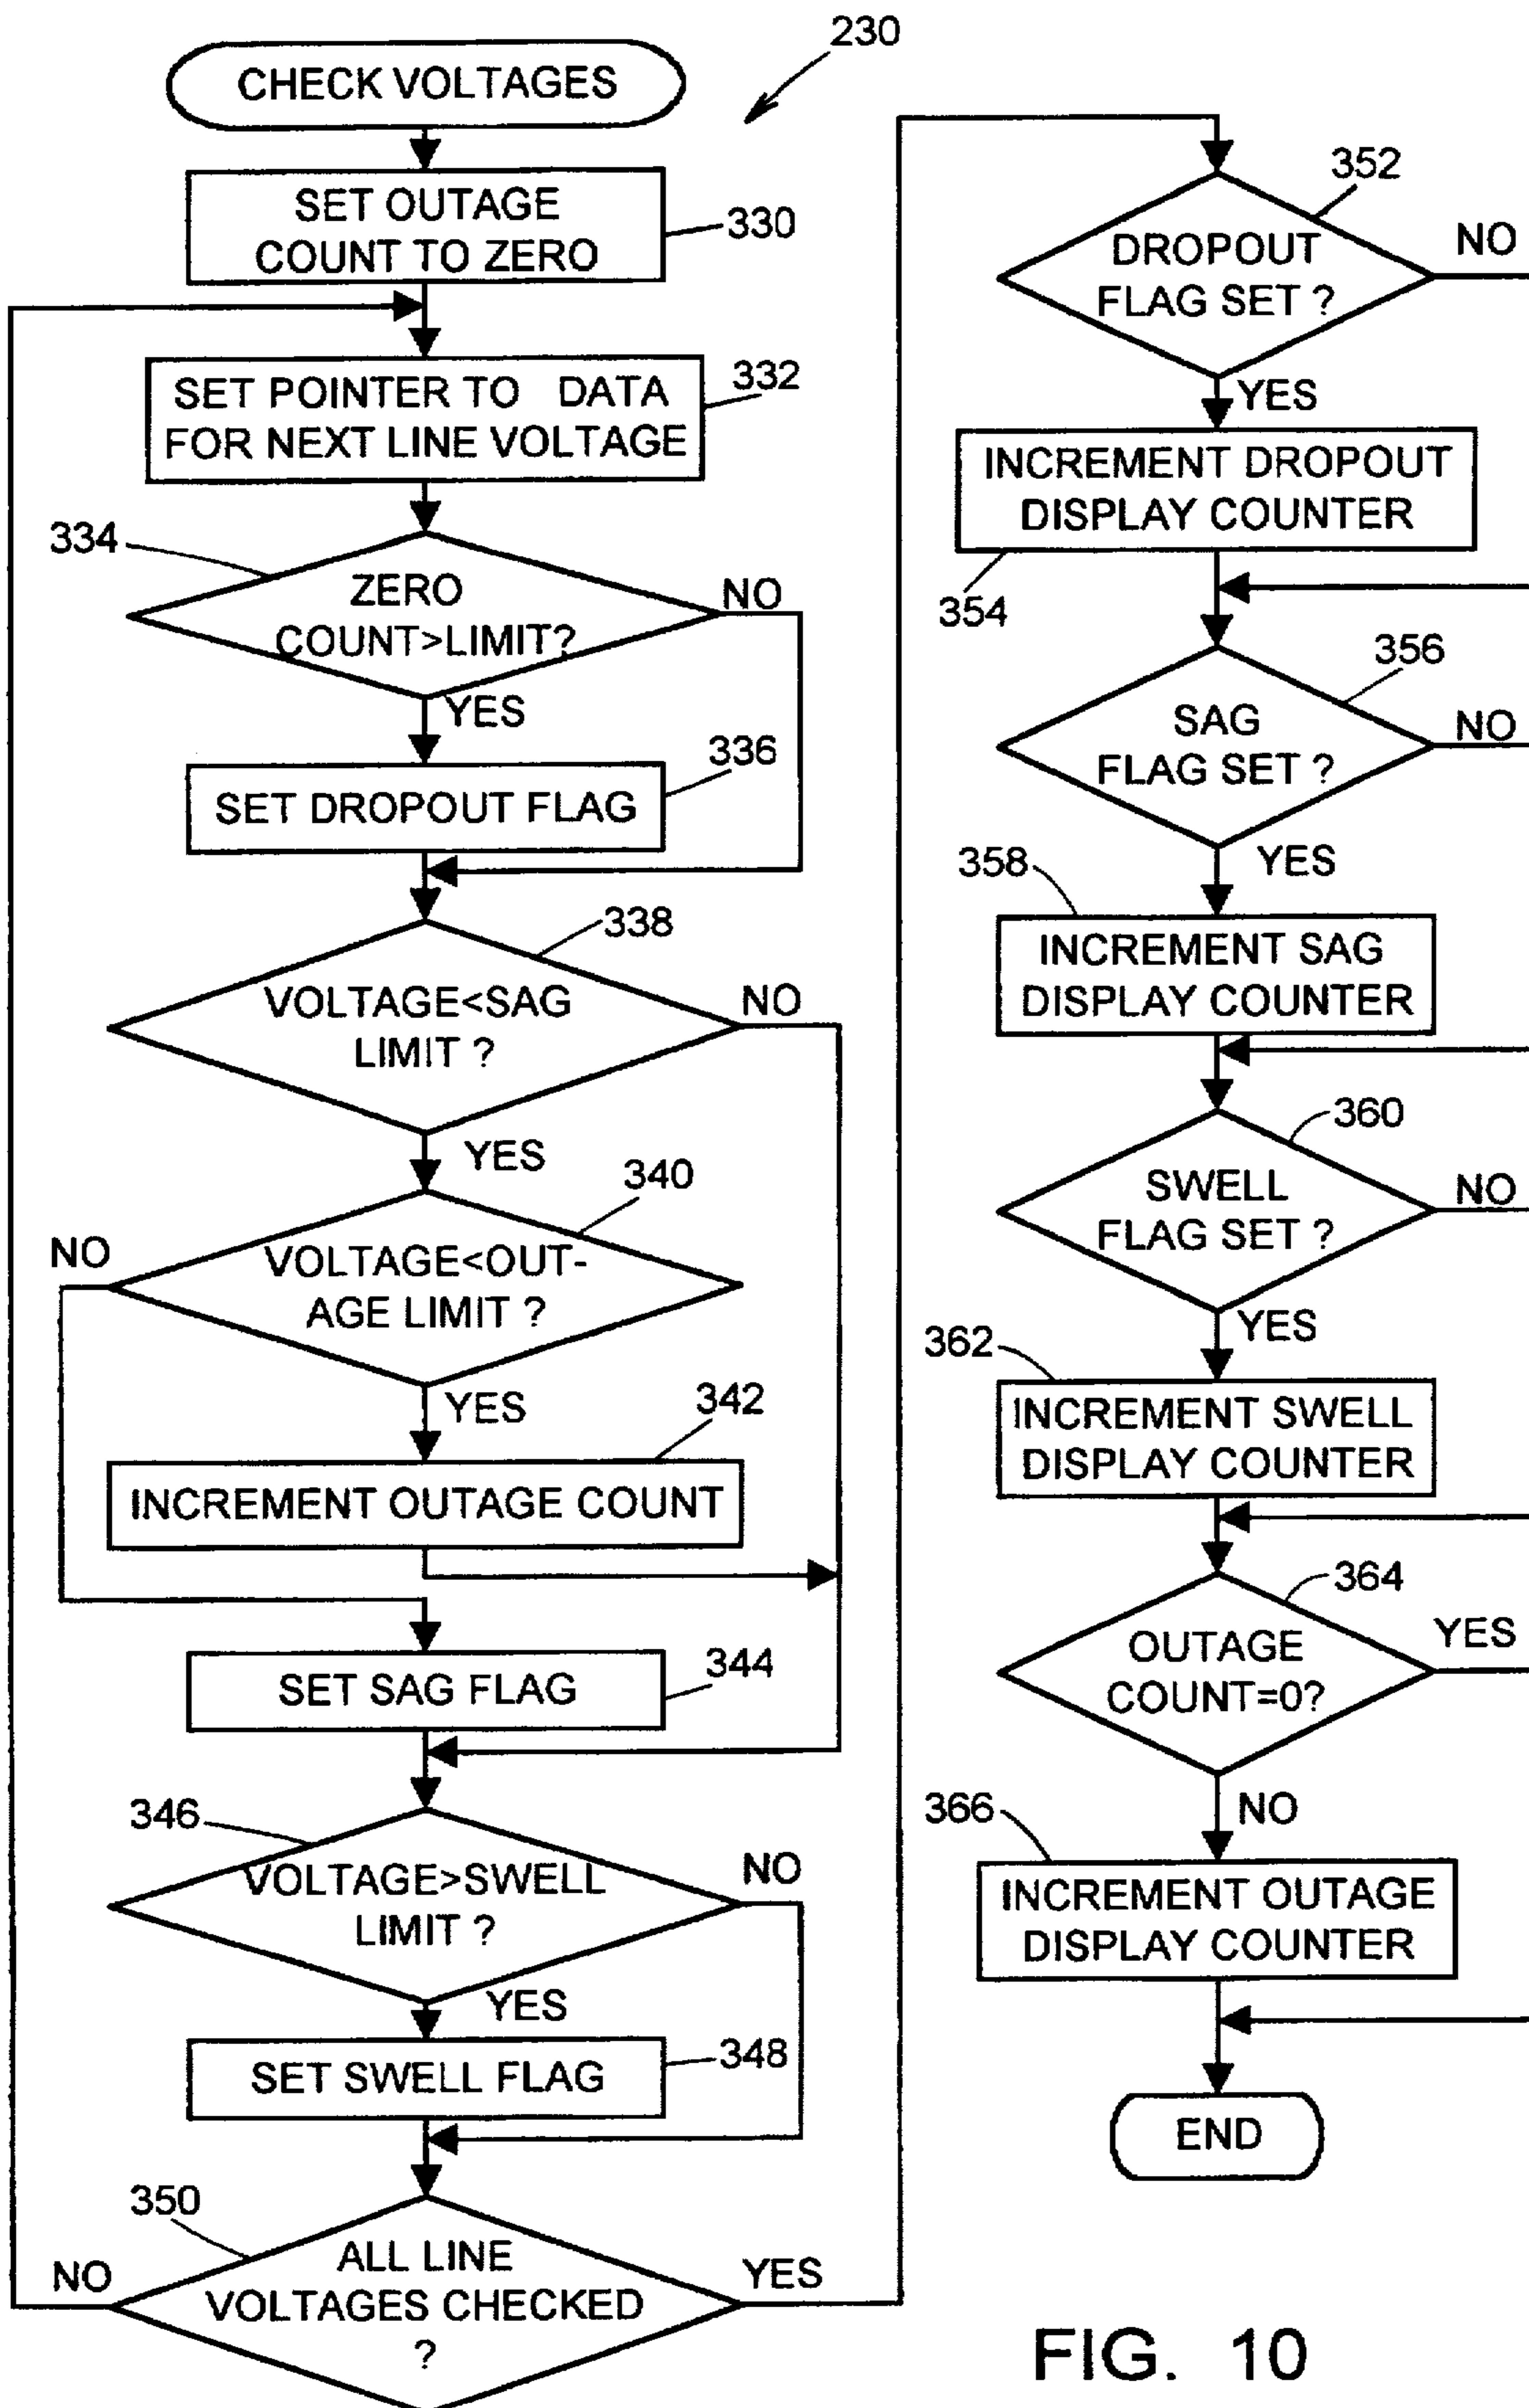 230
CHECK VOLTAGES
SET OUTAGE
COUNT TO ZERO
330
SET POINTER TO DATA
FOR NEXT LINE VOLTAGE
332
334
ZERO
COUNT>LIMIT?
NO
YES
336
SET DROPOUT FLAG
338
VOLTAGE<SAG
LIMIT ?
NO
YES
340
NO
VOLTAGE<OUT-
AGE LIMIT ?
YES
342
INCREMENT OUTAGE COUNT
344
SET SAG FLAG
346
VOLTAGE>SWELL
LIMIT ?
NO
YES
SET SWELL FLAG
348
350
NO
ALL LINE
VOLTAGES CHECKED
?
YES
352
DROPOUT
FLAG SET ?
NO
YES
INCREMENT DROPOUT
DISPLAY COUNTER
354
356
SAG
FLAG SET ?
NO
YES
358
INCREMENT SAG
DISPLAY COUNTER
360
SWELL
FLAG SET ?
NO
YES
362
INCREMENT SWELL
DISPLAY COUNTER
364
OUTAGE
COUNT=0?
YES
NO
366
INCREMENT OUTAGE
DISPLAY COUNTER
END
FIG. 10